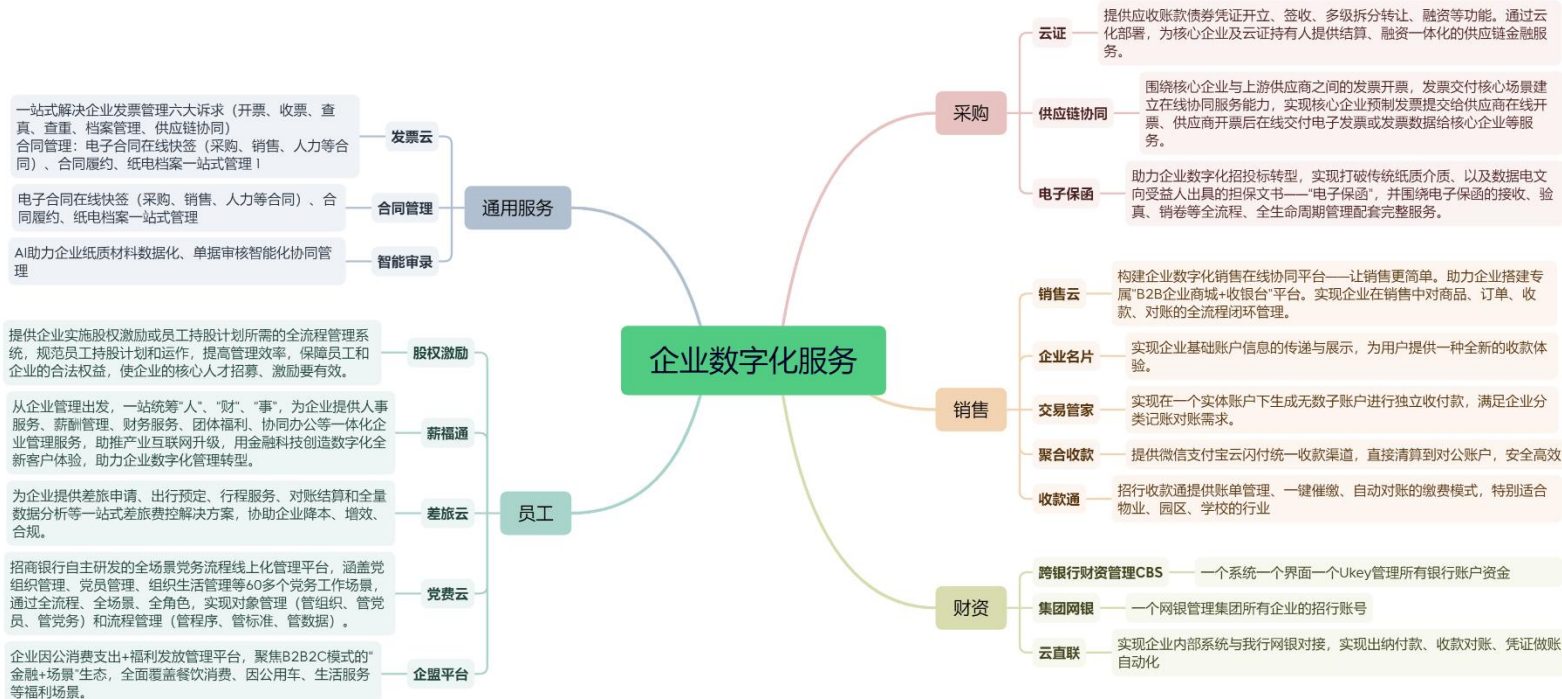 企业数字化服务
采购
云证
提供应收账款债券凭证开立、签收、多级拆分转让、融资等功能。通过云
化部署，为核心企业及云证持有人提供结算、融资一体化的供应链金融服
务。
供应链协同
围绕核心企业与上游供应商之间的发票开票，发票交付核心场景建
立在线协同服务能力，实现核心企业预制发票提交给供应商在线开
票、供应商开票后在线交付电子发票或发票数据给核心企业等服
务。
电子保函
助力企业数字化招投标转型，实现打破传统纸质介质、以及数据电文
向受益人出具的担保文书——“电子保函”，并围绕电子保函的接收、验
真、销卷等全流程、全生命周期管理配套完整服务。
销售
销售云
构建企业数字化销售在线协同平台——让销售更简单。助力企业搭建专
属"B2B企业商城+收银台"平台。实现企业在销售中对商品、订单、收
款、对账的全流程闭环管理。
企业名片
实现企业基础账户信息的传递与展示，为用户提供一种全新的收款体
验。
交易管家
实现在一个实体账户下生成无数子账户进行独立收付款，满足企业分
类记账对账需求。
聚合收款
提供微信支付宝云闪付统一收款渠道，直接清算到对公账户，安全高效
收款通
招行收款通提供账单管理、一键催缴、自动对账的缴费模式，特别适合
物业、园区、学校的行业
财资
跨银行财资管理CBS
一个系统一个界面一个Ukey管理所有银行账户资金
集团网银
一个网银管理集团所有企业的招行账号
云直联
实现企业内部系统与我行网银对接，实现出纳付款、收款对账、凭证做账
自动化
通用服务
发票云
一站式解决企业发票管理六大诉求（开票、收票、查
真、查重、档案管理、供应链协同）
合同管理：电子合同在线快签（采购、销售、人力等合
同）、合同履约、纸电档案一站式管理 1
合同管理
电子合同在线快签（采购、销售、人力等合同）、合
同履约、纸电档案一站式管理
智能审录
AI助力企业纸质材料数据化、单据审核智能化协同管
理
员工
股权激励
提供企业实施股权激励或员工持股计划所需的全流程管理系
统，规范员工持股计划和运作，提高管理效率，保障员工和
企业的合法权益，使企业的核心人才招募、激励要有效。
薪福通
从企业管理出发，一站统筹"人"、"财"、"事"，为企业提供人事
服务、薪酬管理、财务服务、团体福利、协同办公等一体化企
业管理服务，助推产业互联网升级，用金融科技创造数字化全
新客户体验，助力企业数字化管理转型。
差旅云
为企业提供差旅申请、出行预定、行程服务、对账结算和全量
数据分析等一站式差旅费控解决方案，协助企业降本、增效、
合规。
党费云
招商银行自主研发的全场景党务流程线上化管理平台，涵盖党
组织管理、党员管理、组织生活管理等60多个党务工作场景，
通过全流程、全场景、全角色，实现对象管理（管组织、管党
员、管党务）和流程管理（管程序、管标准、管数据）。
企盟平台
企业因公消费支出+福利发放管理平台，聚焦B2B2C模式的"
金融+场景"生态，全面覆盖餐饮消费、因公用车、生活服务
等福利场景。